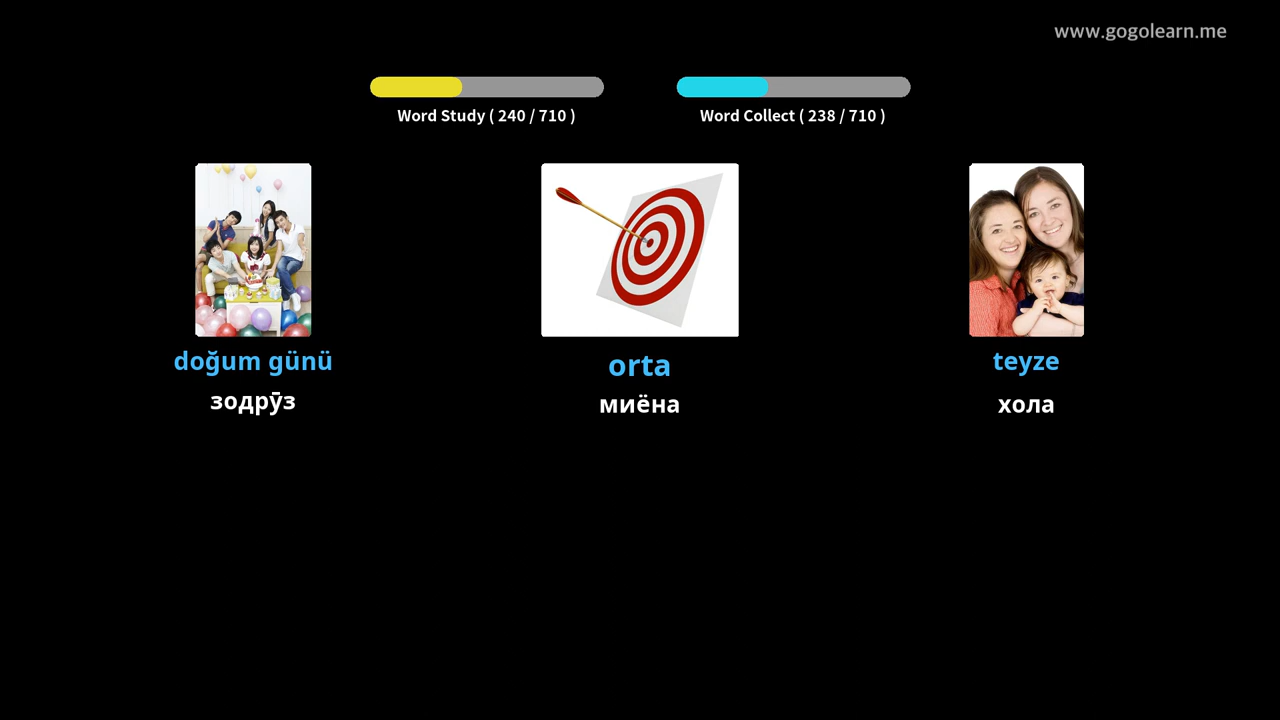 www.gogolearn.me
Word Study ( 240 / 710 )
Word Collect ( 238 / 710 )
doğum günü
orta
teyze
зодрӯз
миёна
хола